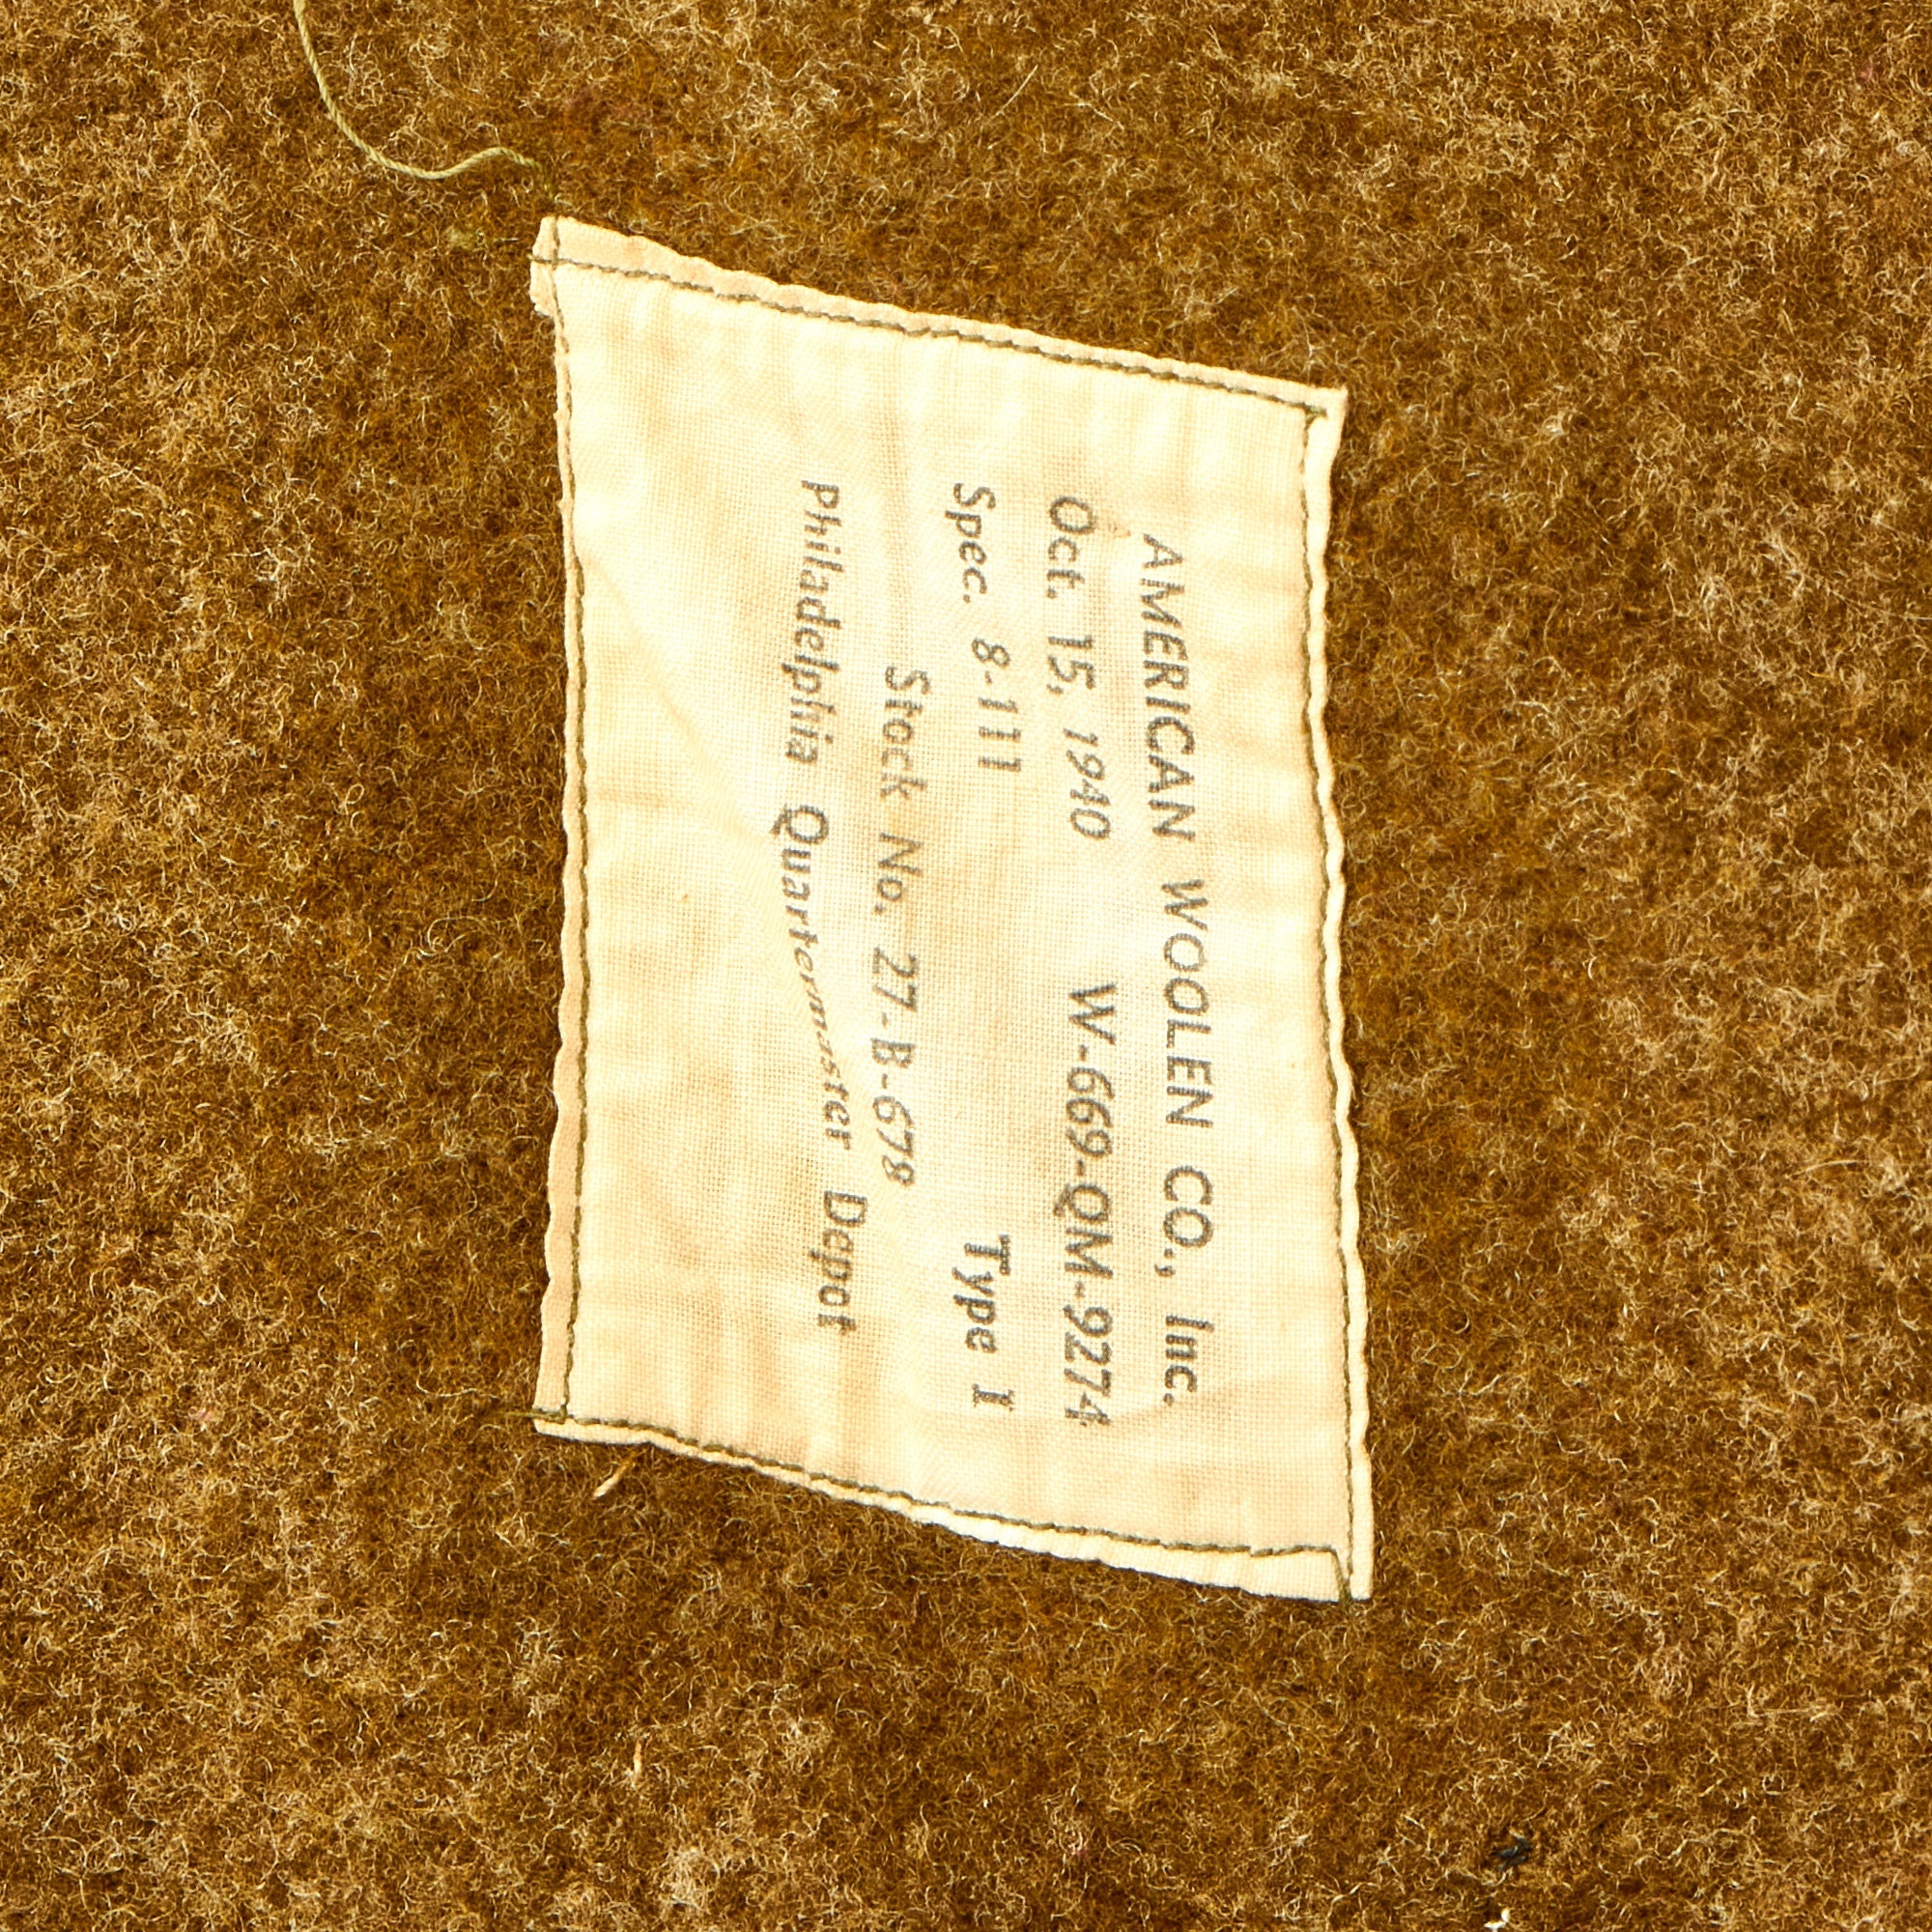 AMERICAN WOOLEN CO., Inc.
Oct. 15, 1940 W-669-QM-9274
Spec. 8-111 Type I
Stock No. 27-B-678
Philadelphia Quartermaster Depot